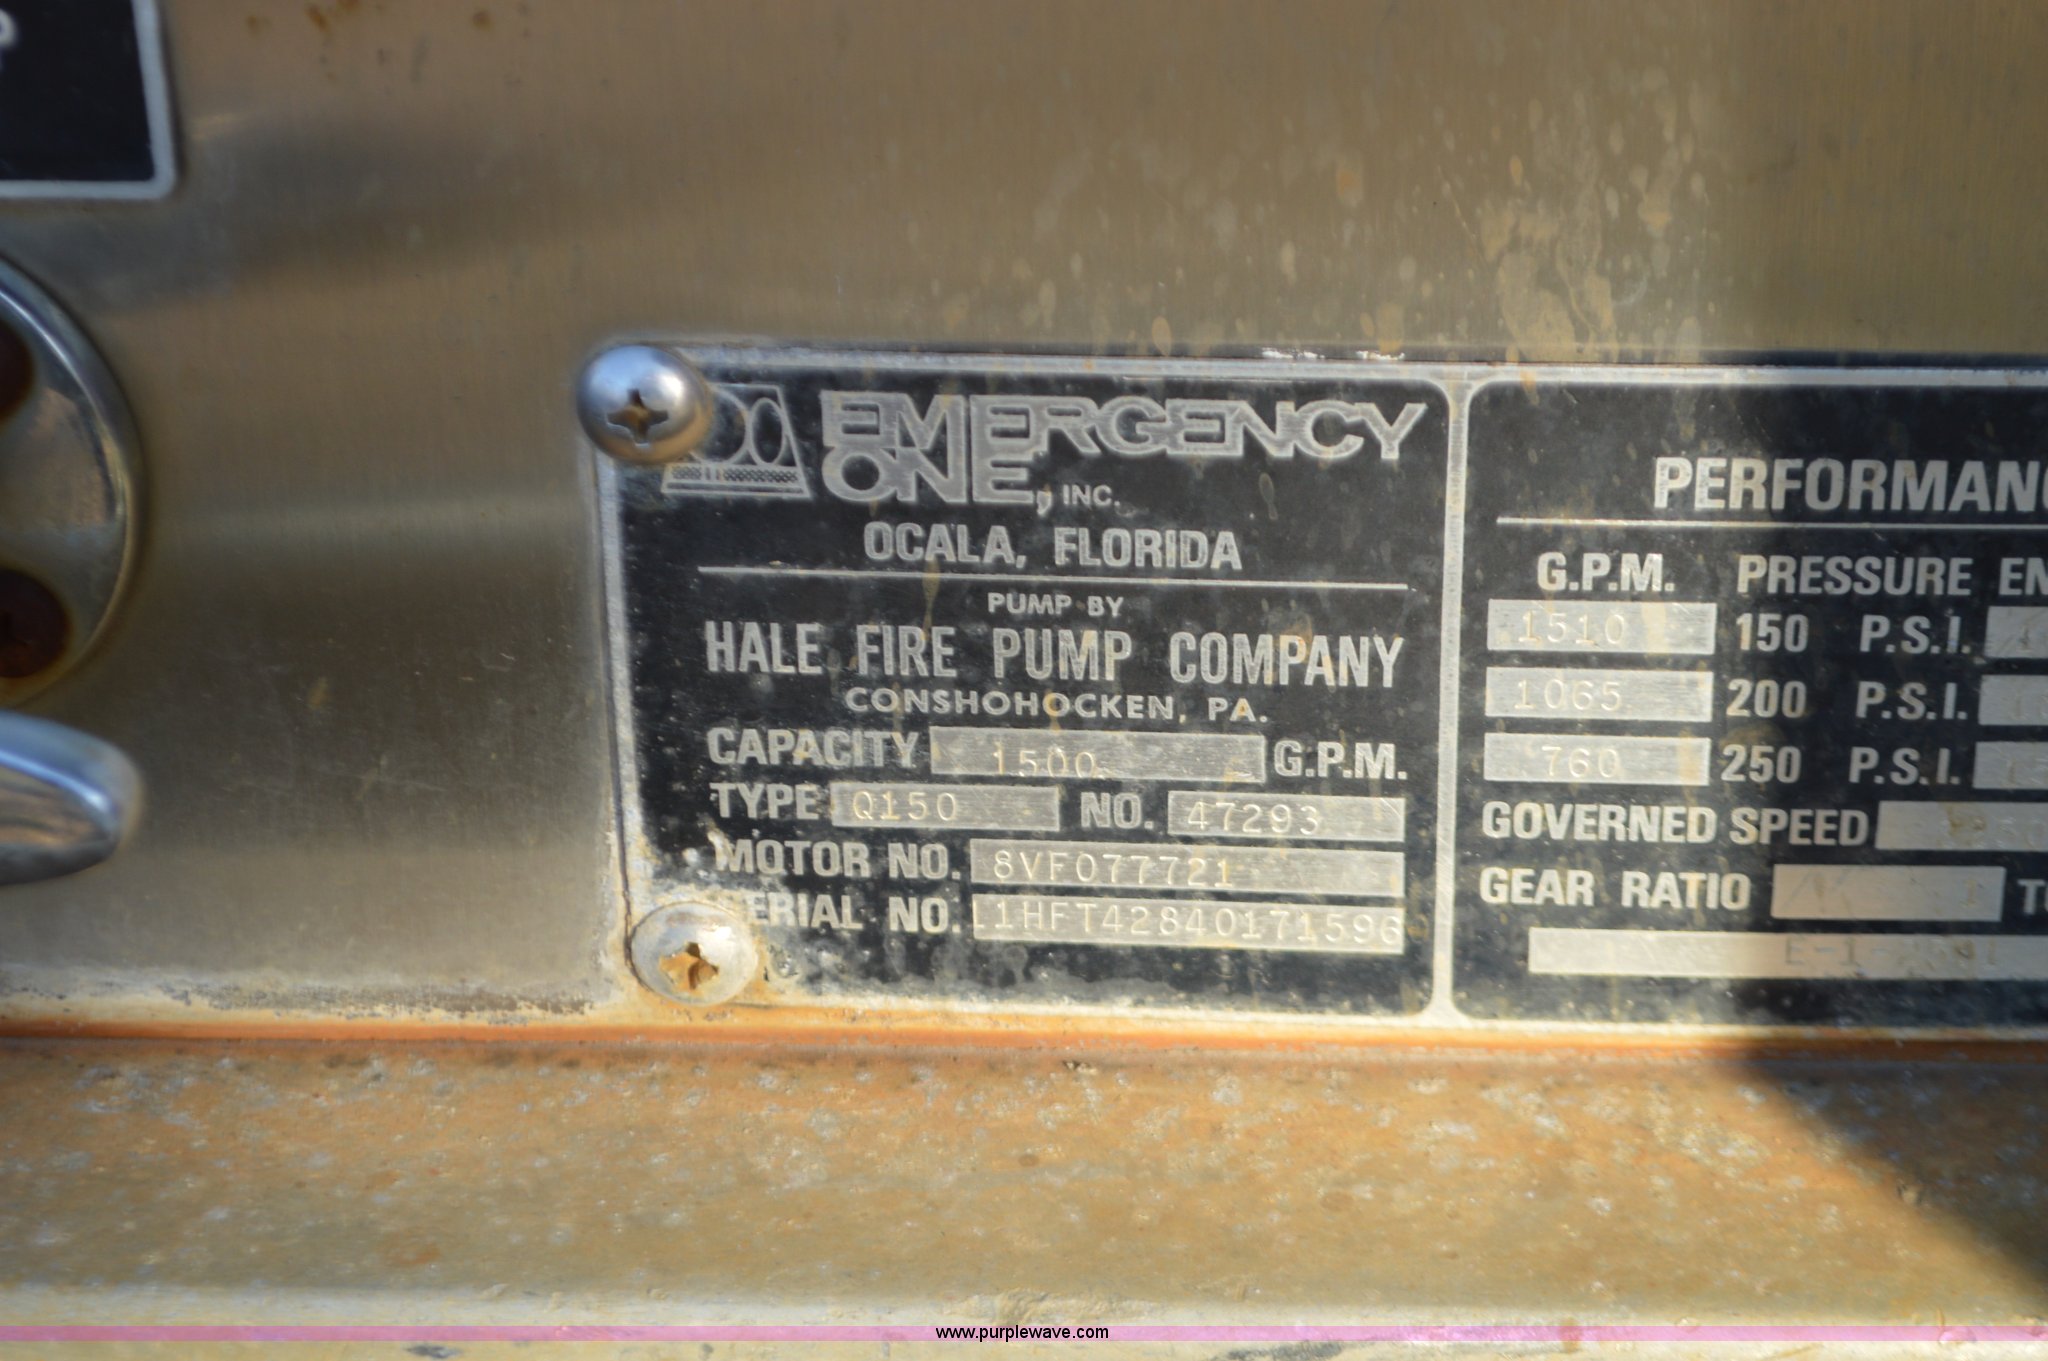 EMERGENCY
ONE, INC.
OCALA, FLORIDA
PUMP BY
HALE FIRE PUMP COMPANY
CONSHOHOCKEN, PA.
CAPACITY 1500 G.P.M.
TYPE Q150 NO. 47293
MOTOR NO. 8VF077721
SERIAL NO. 1HFT42840171596
PERFORMANC
G.P.M. PRESSURE EN
1510 150 P.S.I.
1065 200 P.S.I.
760 250 P.S.I.
GOVERNED SPEED
GEAR RATIO TO
www.purplewave.com